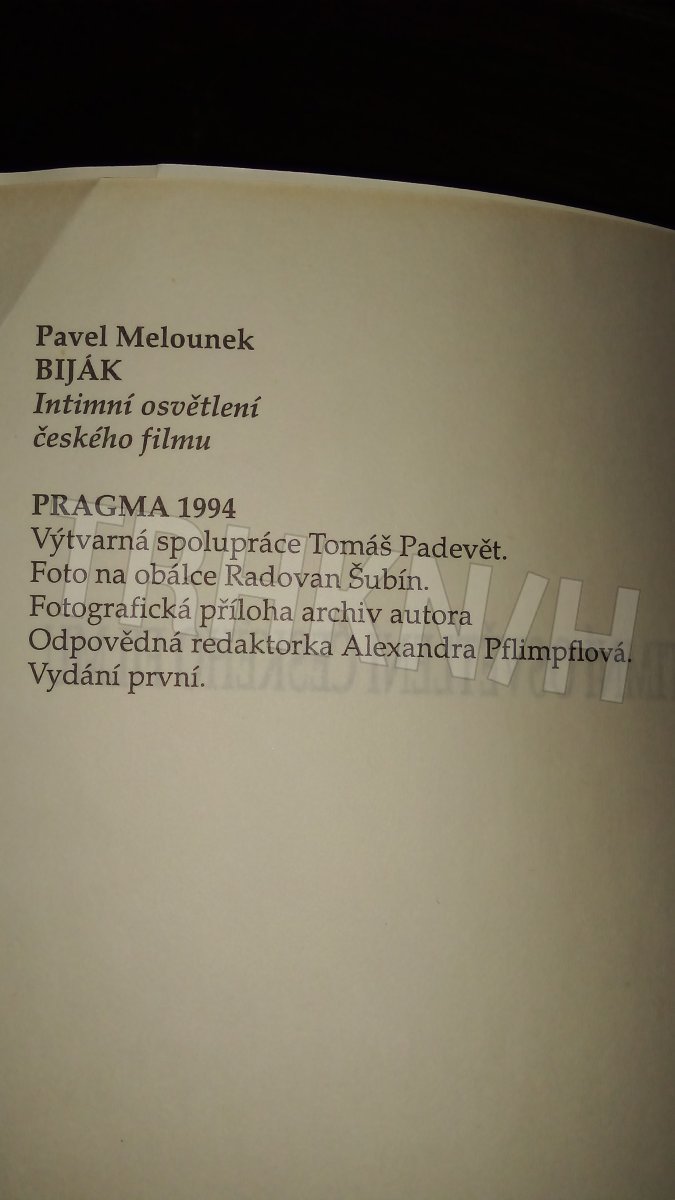 Pavel Melounek
BIJÁK
Intimní osvětlení
českého filmu
PRAGMA 1994
Výtvarná spolupráce Tomáš Padevět.
Foto na obálce Radovan Šubín.
Fotografická příloha archiv autora
Odpovědná redaktorka Alexandra Pflimpflová.
Vydání první.
TRHKNIH